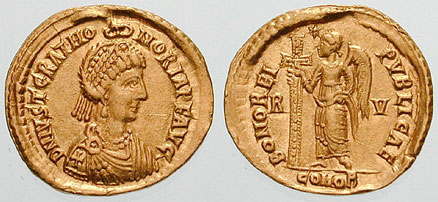 DNIVSTGRATHO NORIAPFAVG
BONOREI PVBLICAE
R V
COMOB